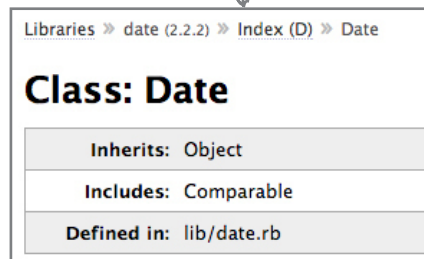 Libraries » date (2.2.2) » Index (D) » Date
Class: Date
Inherits: Object
Includes: Comparable
Defined in: lib/date.rb